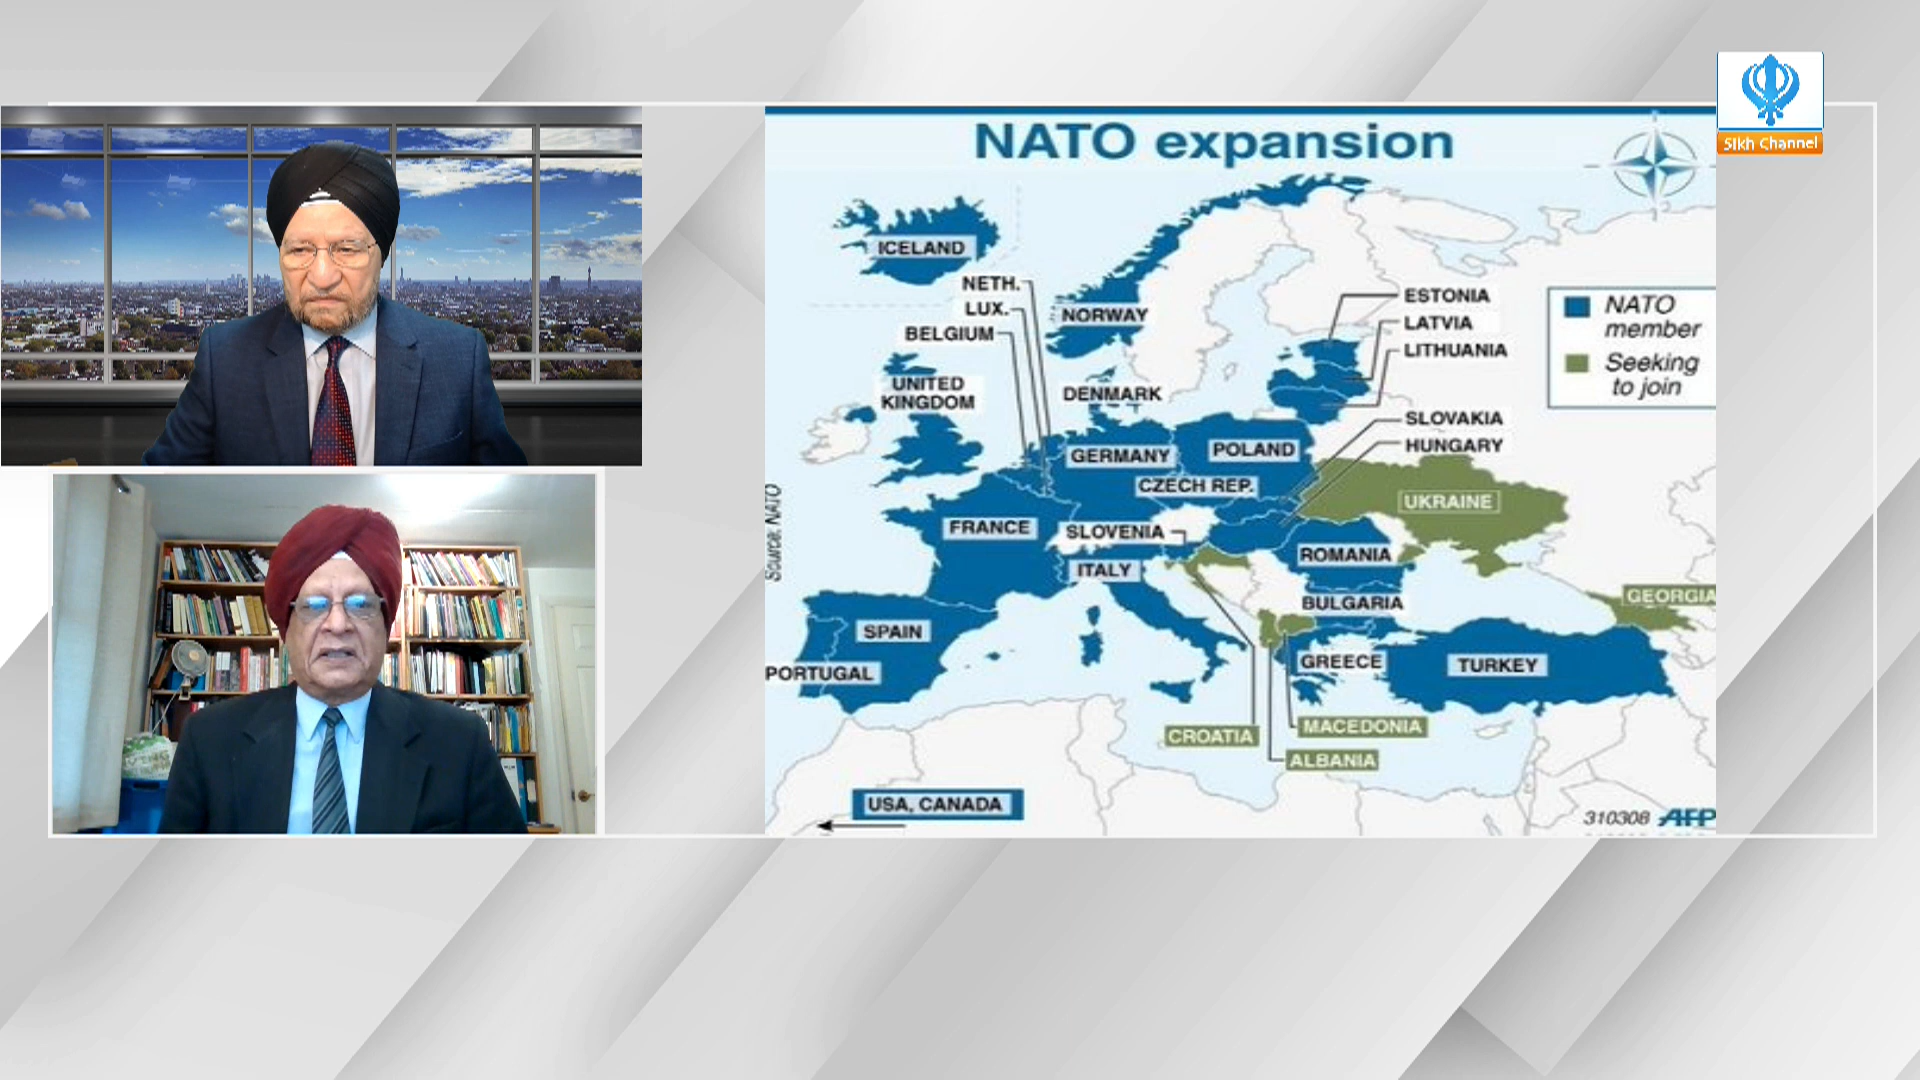 Sikh Channel
NATO expansion
ICELAND
NETH.
LUX.
BELGIUM
NORWAY
ESTONIA
LATVIA
LITHUANIA
NATO
member
Seeking
to join
UNITED
KINGDOM
DENMARK
SLOVAKIA
HUNGARY
GERMANY
POLAND
CZECH REP.
UKRAINE
FRANCE
SLOVENIA
ROMANIA
ITALY
BULGARIA
GEORGIA
SPAIN
GREECE
TURKEY
PORTUGAL
CROATIA
MACEDONIA
ALBANIA
USA, CANADA
Source: NATO
310308 AFP